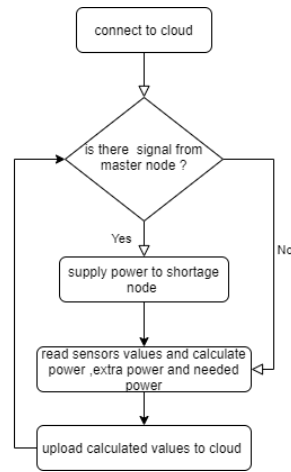 connect to cloud
is there signal from
master node ?
Yes
No
supply power to shortage
node
read sensors values and calculate
power ,extra power and needed
power
upload calculated values to cloud